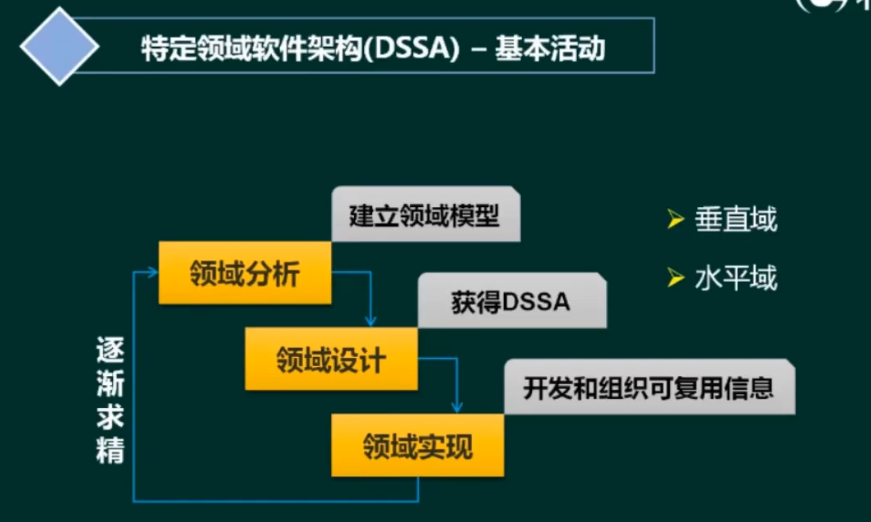 特定领域软件架构(DSSA) – 基本活动
建立领域模型
领域分析
获得DSSA
领域设计
开发和组织可复用信息
领域实现
逐渐求精
垂直域
水平域